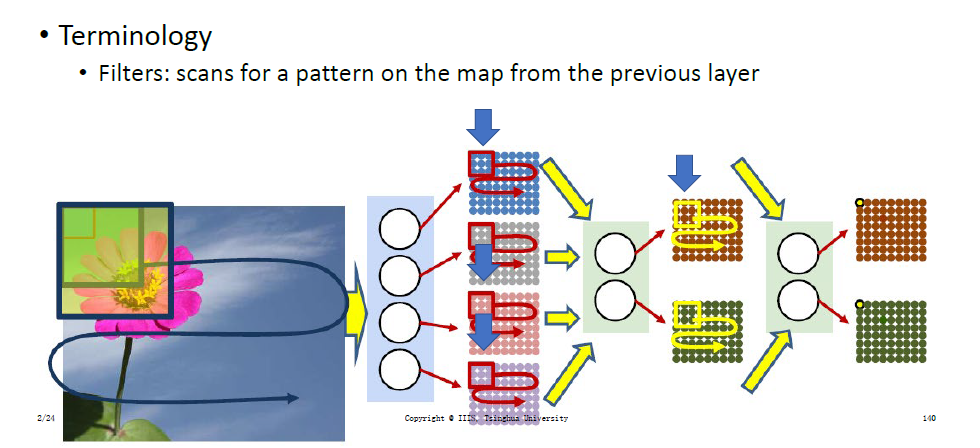 • Terminology
• Filters: scans for a pattern on the map from the previous layer
2/24
Copyright © IIIS, Tsinghua University
140